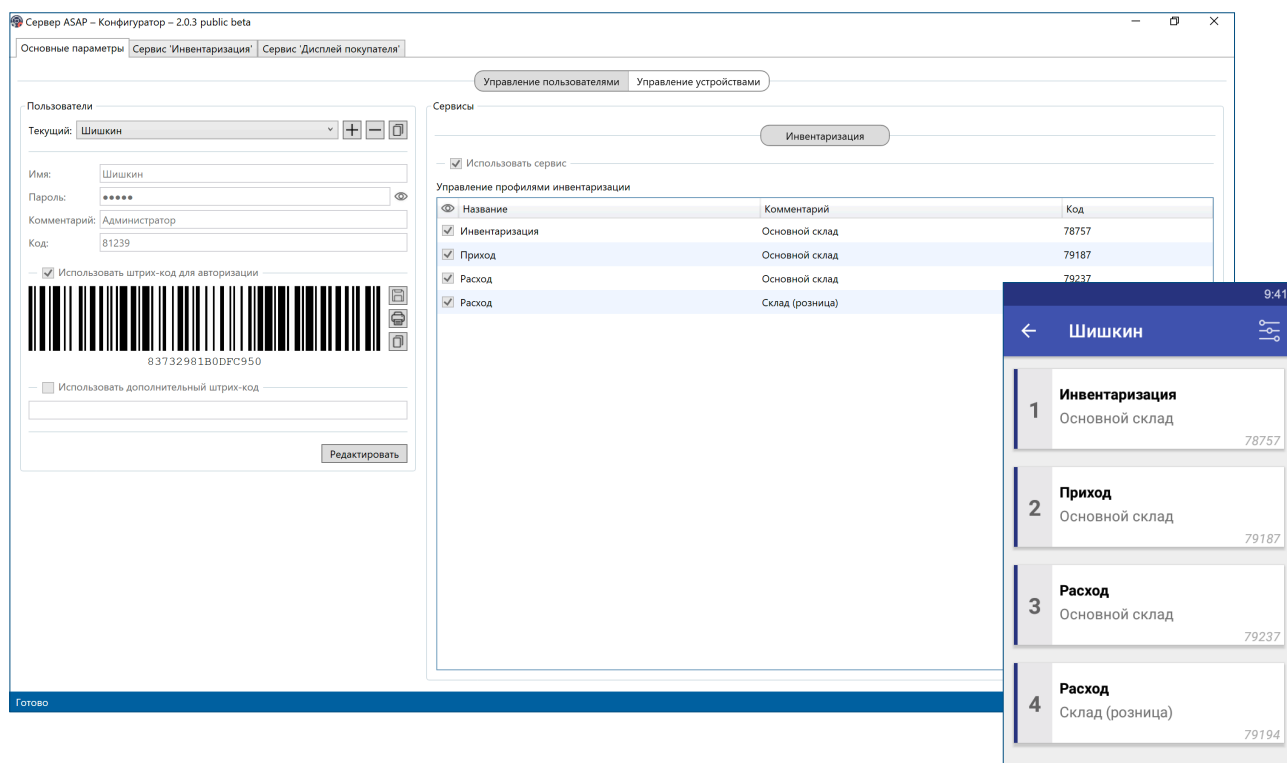 Сервер ASAP – Конфигуратор – 2.0.3 public beta
Основные параметры Сервис 'Инвентаризация' Сервис 'Дисплей покупателя'
Управление пользователями Управление устройствами
Пользователи
Текущий: Шишкин
Имя: Шишкин
Пароль: •••••
Комментарий: Администратор
Код: 81239
Использовать штрих-код для авторизации
83732981B0DFC950
Использовать дополнительный штрих-код
Редактировать
Сервисы
Инвентаризация
Использовать сервис
Управление профилями инвентаризации
Название Комментарий Код
Инвентаризация Основной склад 78757
Приход Основной склад 79187
Расход Основной склад 79237
Расход Склад (розница)
Готово
9:41
Шишкин
1 Инвентаризация
Основной склад
78757
2 Приход
Основной склад
79187
3 Расход
Основной склад
79237
4 Расход
Склад (розница)
79194